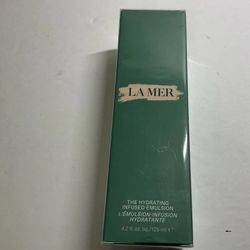 LA MER
THE HYDRATING
INFUSED EMULSION
L'ÉMULSION-INFUSION
HYDRATANTE
4.2 fl. oz. liq./125 ml ℮